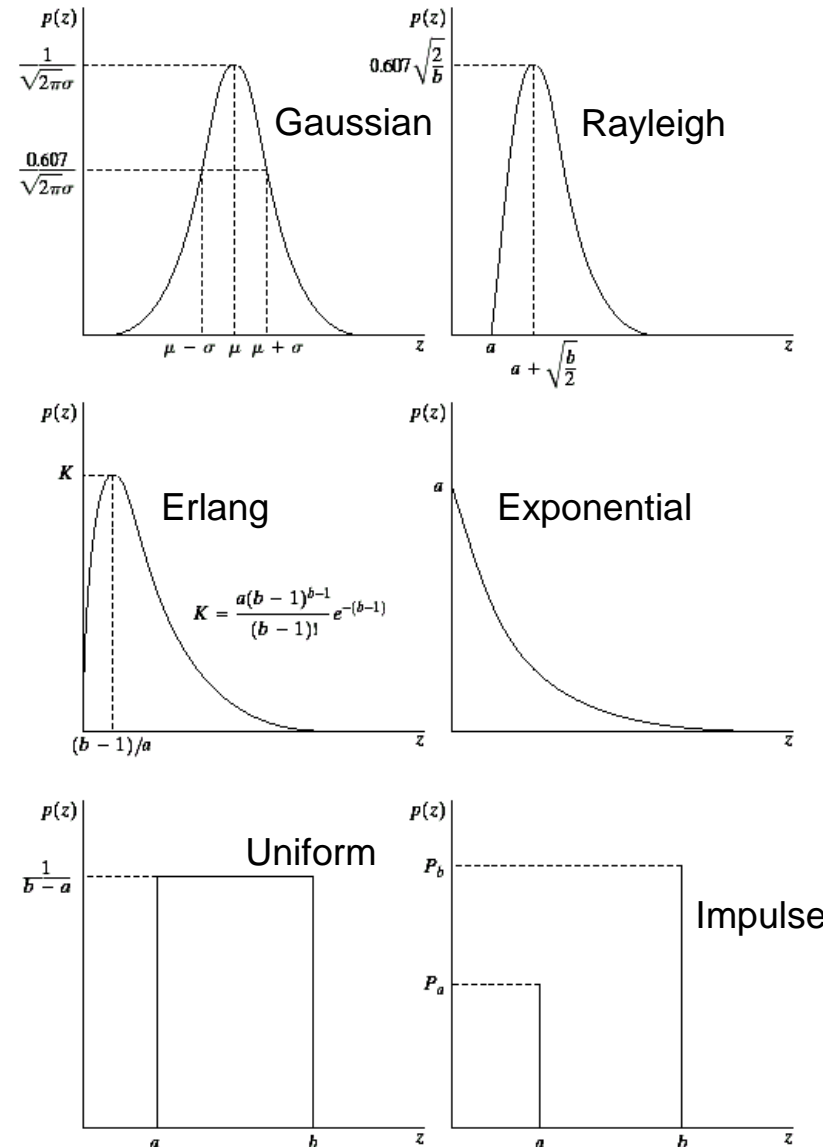 p(z)
1/√2πσ
0.607/√2πσ
Gaussian
μ − σ μ μ + σ z
p(z)
0.607 √2/b
Rayleigh
a z
a + √b/2
p(z)
K
Erlang
K = a(b − 1)^{b−1}/(b − 1)! e^{−(b−1)}
(b − 1)/a z
p(z)
a
Exponential
z
p(z)
1/b − a
Uniform
a b z
p(z)
P_b
Impulse
P_a
a b z